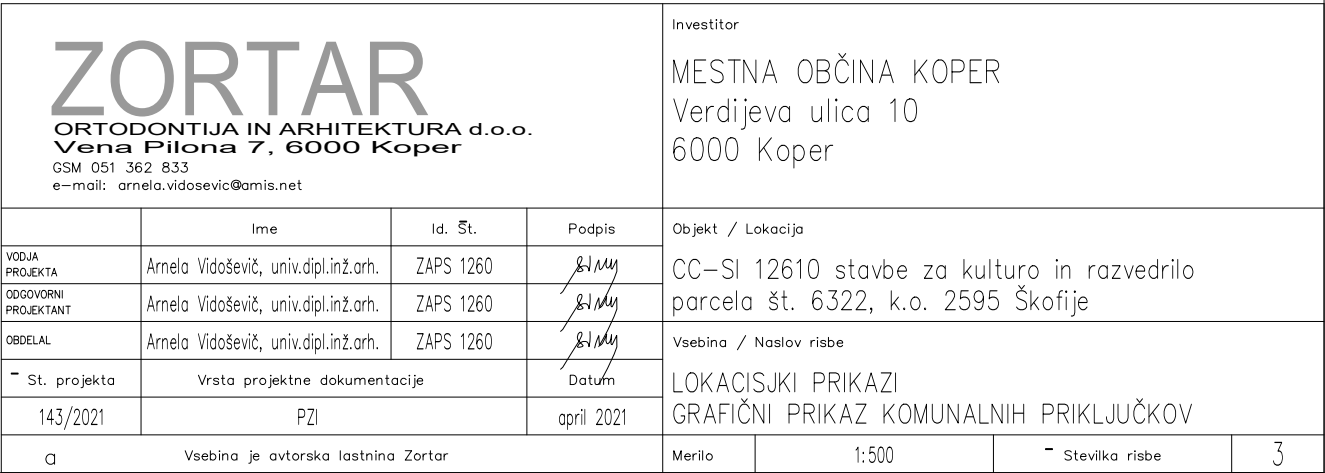 ZORTAR
ORTODONTIJA IN ARHITEKTURA d.o.o.
Vena Pilona 7, 6000 Koper
GSM 051 362 833
e-mail: arnela.vidosevic@amis.net
Investitor
MESTNA OBČINA KOPER
Verdijeva ulica 10
6000 Koper
Ime Id. Št. Podpis
VODJA
PROJEKTA
Arnela Vidoševič, univ.dipl.inž.arh. ZAPS 1260
ODGOVORNI
PROJEKTANT
Arnela Vidoševič, univ.dipl.inž.arh. ZAPS 1260
OBDELAL Arnela Vidoševič, univ.dipl.inž.arh. ZAPS 1260
Objekt / Lokacija
CC-SI 12610 stavbe za kulturo in razvedrilo
parcela št. 6322, k.o. 2595 Škofije
Vsebina / Naslov risbe
LOKACISJKI PRIKAZI
GRAFIČNI PRIKAZ KOMUNALNIH PRIKLJUČKOV
St. projekta Vrsta projektne dokumentacije Datum
143/2021 PZI april 2021
a Vsebina je avtorska lastnina Zortar
Merilo 1:500 Stevilka risbe 3